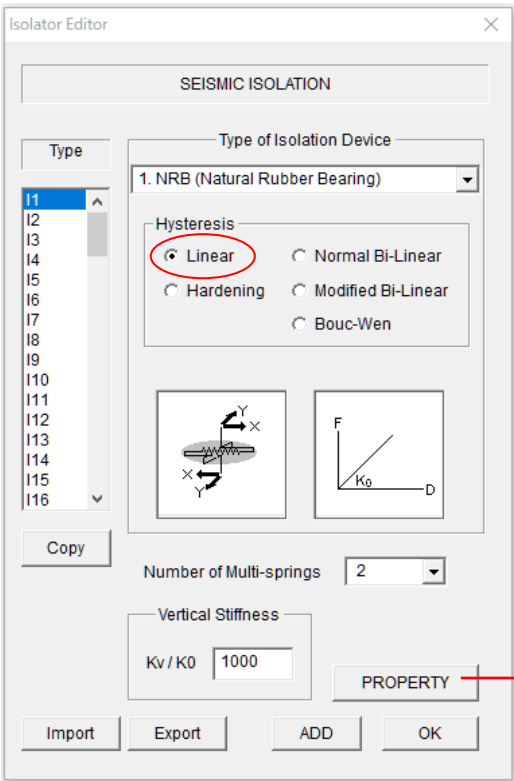 Isolator Editor
SEISMIC ISOLATION
Type
I1
I2
I3
I4
I5
I6
I7
I8
I9
I10
I11
I12
I13
I14
I15
I16
Copy
Type of Isolation Device
1. NRB (Natural Rubber Bearing)
Hysteresis
Linear
Normal Bi-Linear
Hardening
Modified Bi-Linear
Bouc-Wen
Y
X
X
Y
F
K0
D
Number of Multi-springs
2
Vertical Stiffness
Kv / K0
1000
PROPERTY
Import
Export
ADD
OK